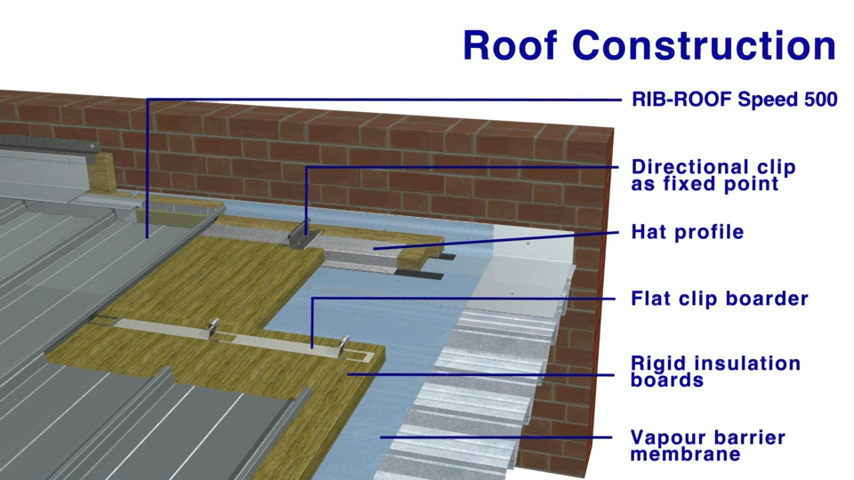 Roof Construction
RIB-ROOF Speed 500
Directional clip
as fixed point
Hat profile
Flat clip boarder
Rigid insulation
boards
Vapour barrier
membrane